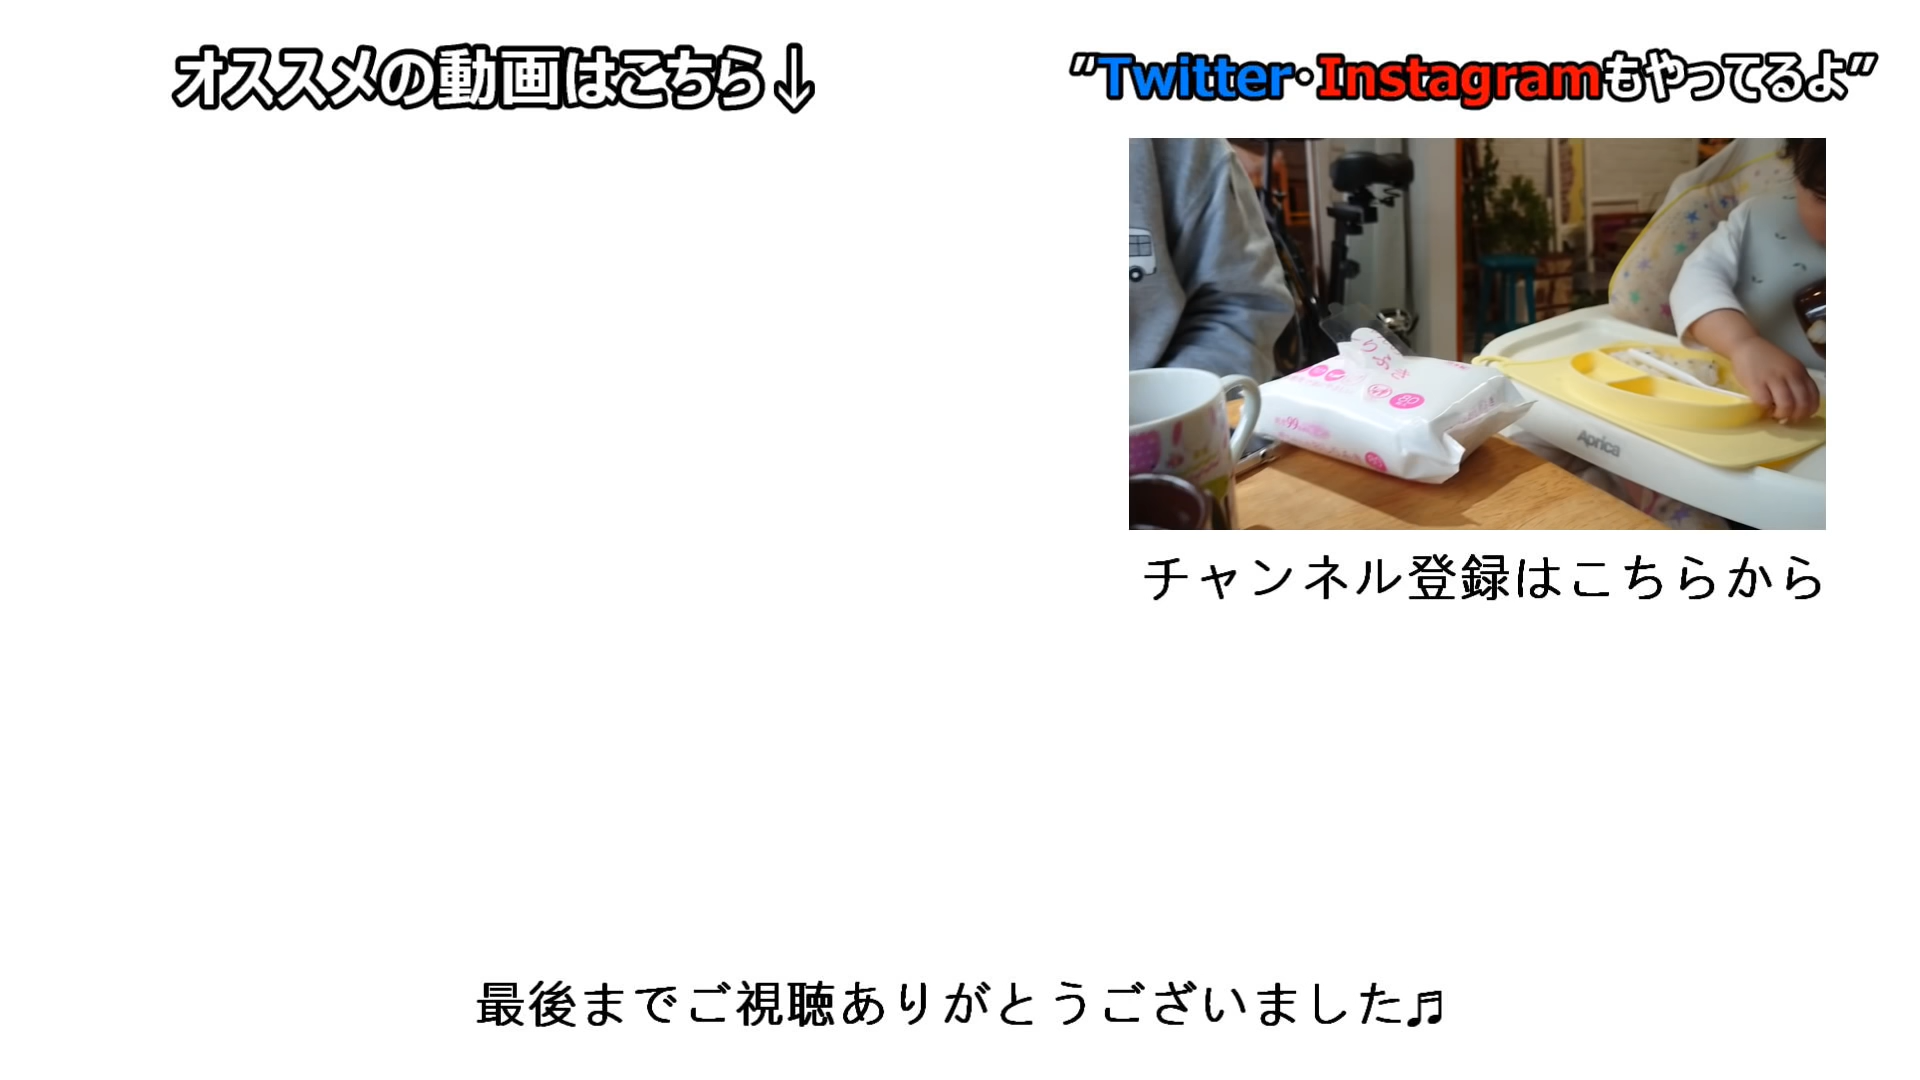 オススメの動画はこちら↓
"Twitter・Instagramもやってるよ"
Aprica
99
80
チャンネル登録はこちらから
最後までご視聴ありがとうございました♬